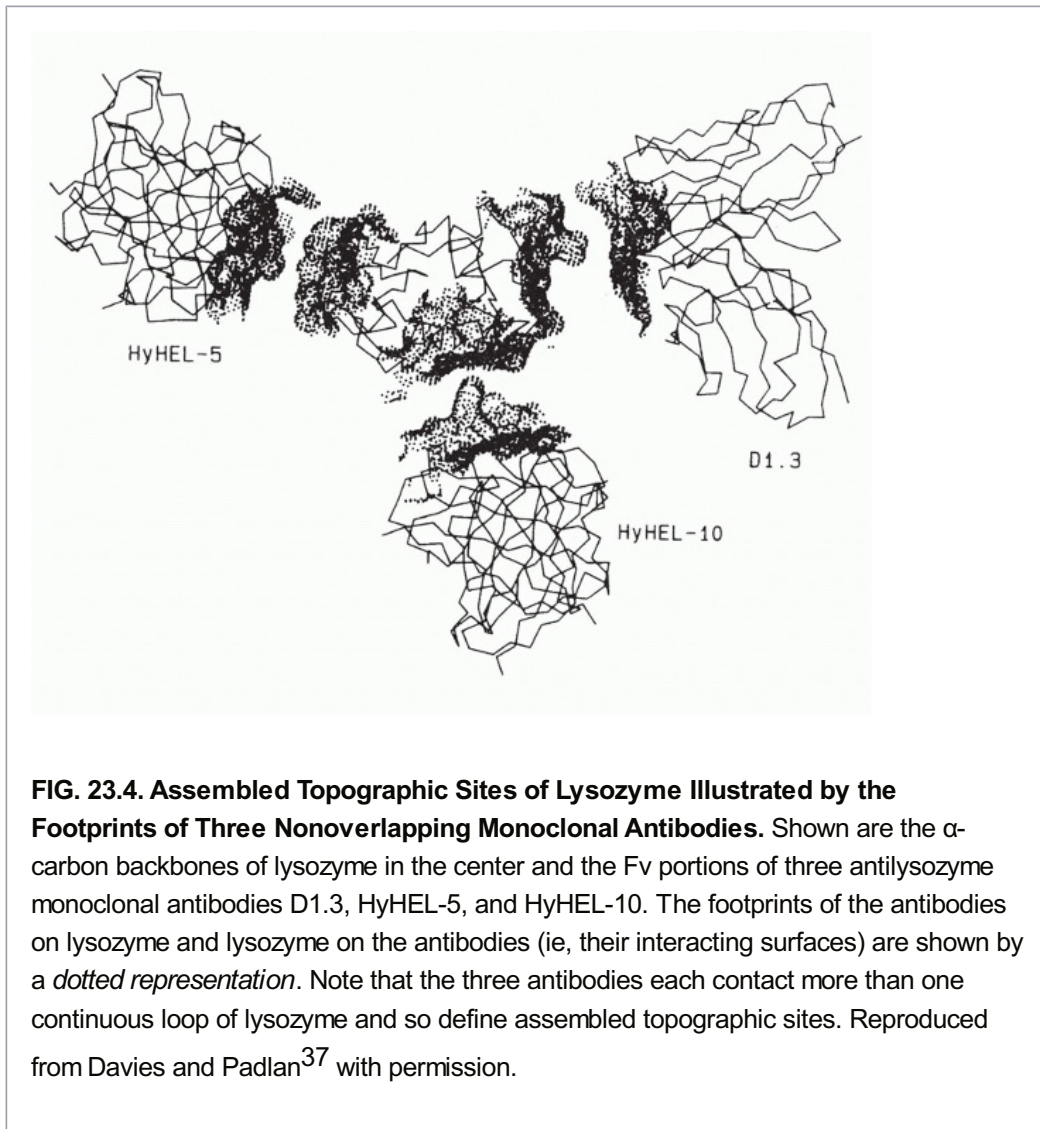 HyHEL-5
D1.3
HyHEL-10
FIG. 23.4. Assembled Topographic Sites of Lysozyme Illustrated by the
Footprints of Three Nonoverlapping Monoclonal Antibodies. Shown are the α-
carbon backbones of lysozyme in the center and the Fv portions of three antilysozyme
monoclonal antibodies D1.3, HyHEL-5, and HyHEL-10. The footprints of the antibodies
on lysozyme and lysozyme on the antibodies (ie, their interacting surfaces) are shown by
a dotted representation. Note that the three antibodies each contact more than one
continuous loop of lysozyme and so define assembled topographic sites. Reproduced
from Davies and Padlan37 with permission.